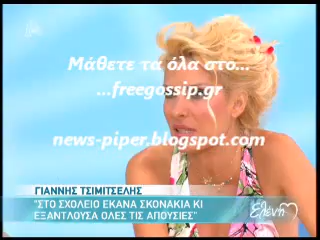 Μάθετε τα όλα στο...
...freegossip.gr
news-piper.blogspot.com
ΓΙΑΝΝΗΣ ΤΣΙΜΙΤΣΕΛΗΣ
"ΣΤΟ ΣΧΟΛΕΙΟ ΕΚΑΝΑ ΣΚΟΝΑΚΙΑ ΚΙ
ΕΞΑΝΤΛΟΥΣΑ ΟΛΕΣ ΤΙΣ ΑΠΟΥΣΙΕΣ"
Ελένη